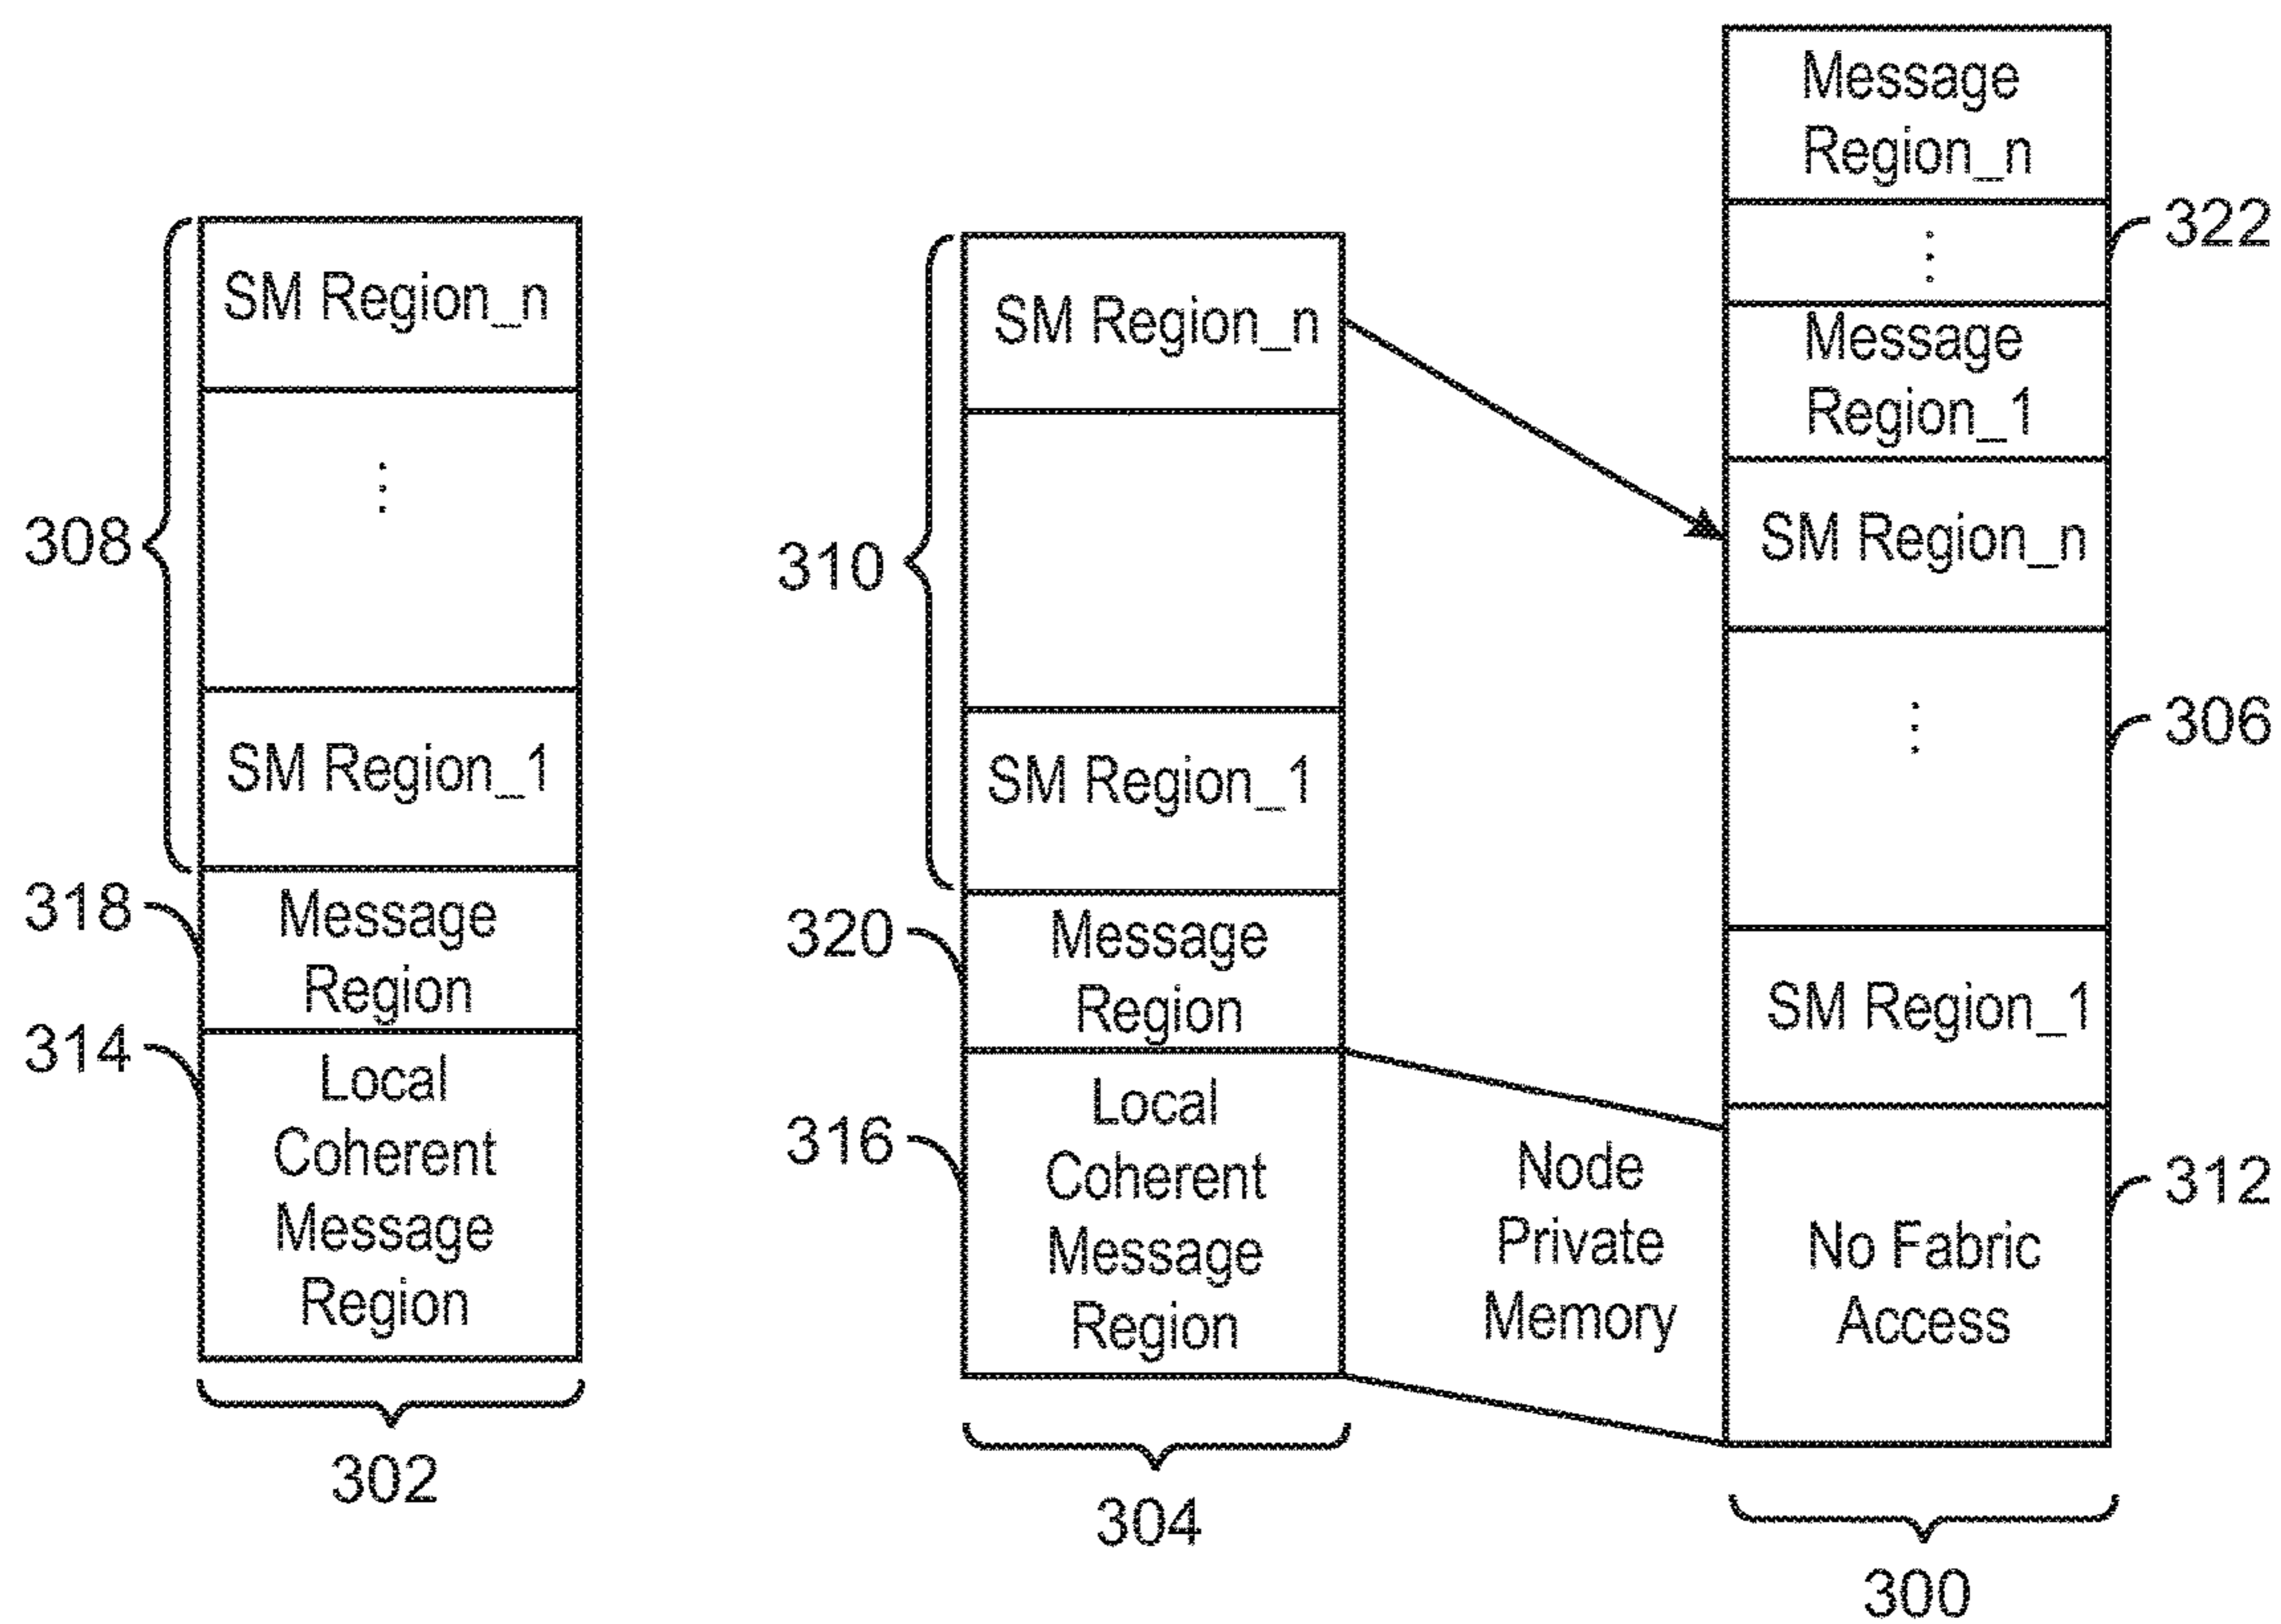 SM Region_n
⋮
308
SM Region_1
318
Message
Region
314
Local
Coherent
Message
Region
302
SM Region_n
310
SM Region_1
320
Message
Region
316
Local
Coherent
Message
Region
304
Node
Private
Memory
Message
Region_n
322
⋮
Message
Region_1
SM Region_n
306
⋮
SM Region_1
312
No Fabric
Access
300